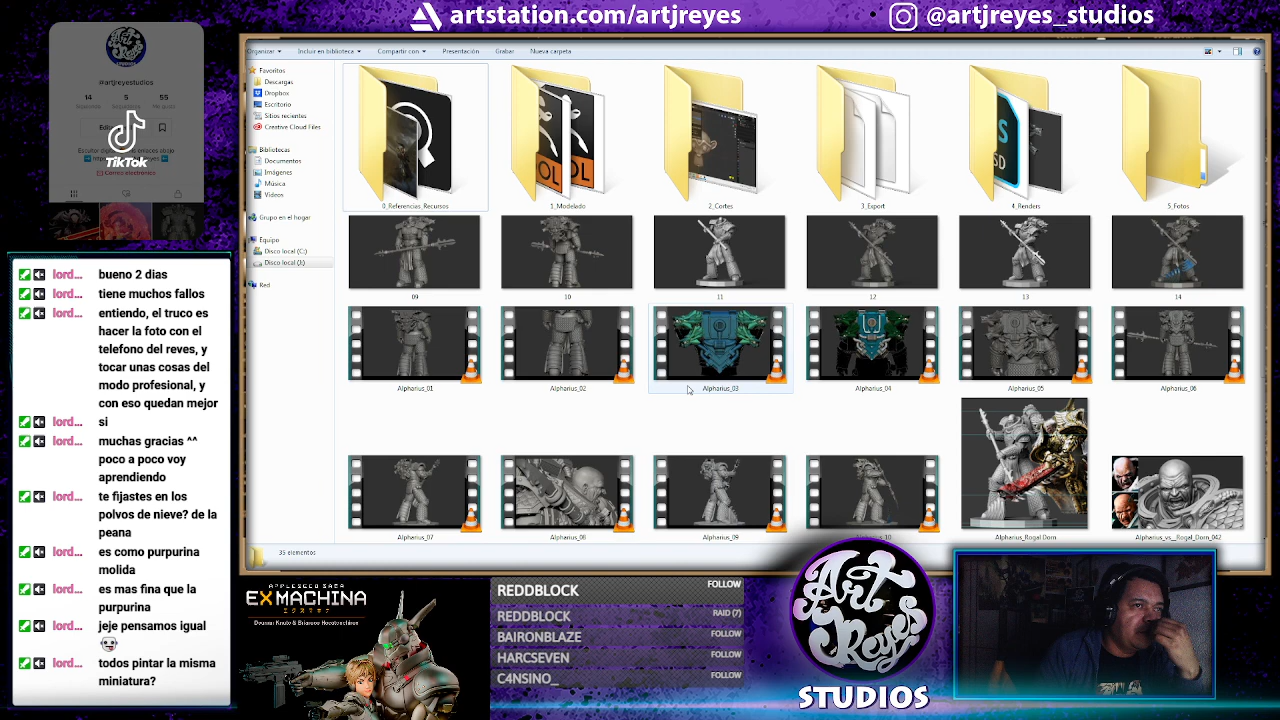 artstation.com/artjreyes
@artjreyes_studios
@artjreyestudios
14
5
55
TikTok
Organizar
Incluir en biblioteca
Compartir con
Presentación
Grabar
Nueva carpeta
Favoritos
Descargas
Dropbox
Escritorio
Sitios recientes
Creative Cloud Files
Bibliotecas
Documentos
Imágenes
Música
Vídeos
Grupo en el hogar
Equipo
Disco local (C:)
Disco local (J:)
Red
0_Referencias_Recursos
1_Modelado
2_Cortes
3_Export
4_Renders
5_Fotos
09
10
11
12
13
14
Alpharius_01
Alpharius_02
Alpharius_03
Alpharius_04
Alpharius_05
Alpharius_06
Alpharius_07
Alpharius_08
Alpharius_09
Alpharius_Rogal Dorn
Alpharius_vs_Rogal_Dorn_042
35 elementos
lord... bueno 2 dias
lord... tiene muchos fallos
lord... entiendo, el truco es
hacer la foto con el
telefono del reves, y
tocar unas cosas del
modo profesional, y
con eso quedan mejor
lord... si
lord... muchas gracias ^^
poco a poco voy
aprendiendo
lord... te fijastes en los
polvos de nieve? de la
peana
lord... es como purpurina
molida
lord... es mas fina que la
purpurina
lord... jeje pensamos igual
lord... todos pintar la misma
miniatura?
APPLESEED SAGA
EX MACHINA
REDDBLOCK FOLLOW
REDDBLOCK RAID (7)
BAIRONBLAZE FOLLOW
HARCSEVEN FOLLOW
C4NSINO_ FOLLOW
Art
Reyes
STUDIOS